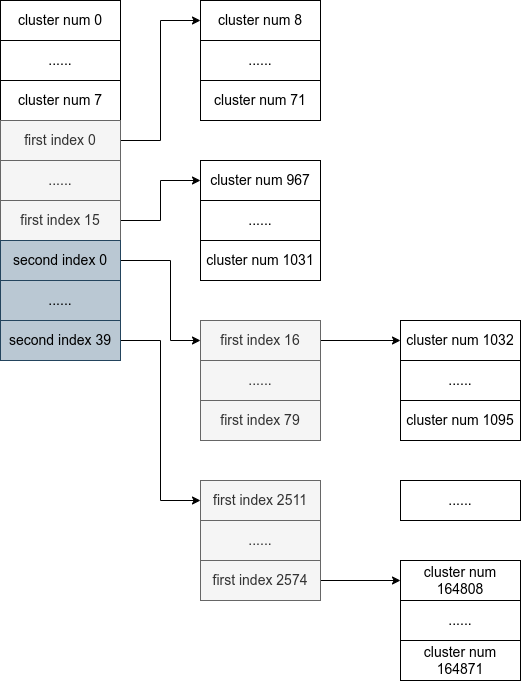 cluster num 0
......
cluster num 7
first index 0
......
first index 15
second index 0
......
second index 39
cluster num 8
......
cluster num 71
cluster num 967
......
cluster num 1031
first index 16
......
first index 79
cluster num 1032
......
cluster num 1095
first index 2511
......
first index 2574
......
cluster num
164808
......
cluster num
164871